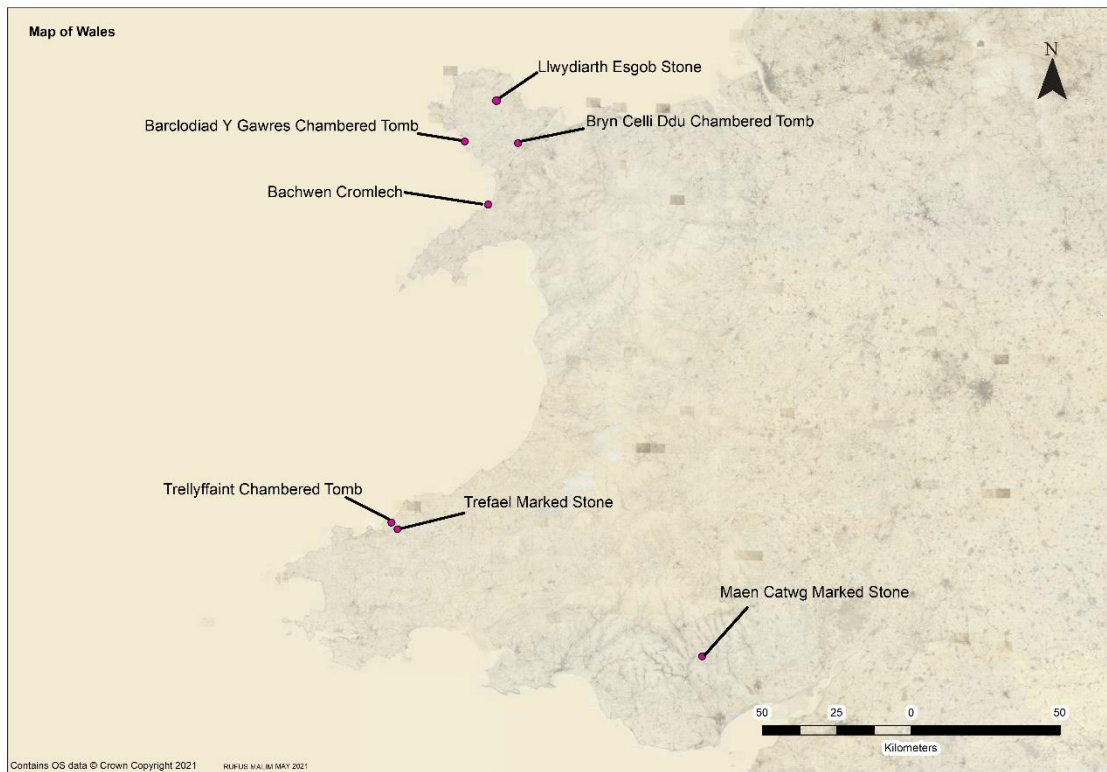 Map of Wales
N
Llwydiarth Esgob Stone
Barclodiad Y Gawres Chambered Tomb
Bryn Celli Ddu Chambered Tomb
Bachwen Cromlech
Trellyffaint Chambered Tomb
Trefael Marked Stone
Maen Catwg Marked Stone
50 25 0 50
Kilometers
Contains OS data © Crown Copyright 2021 RUFUS MALIM MAY 2021